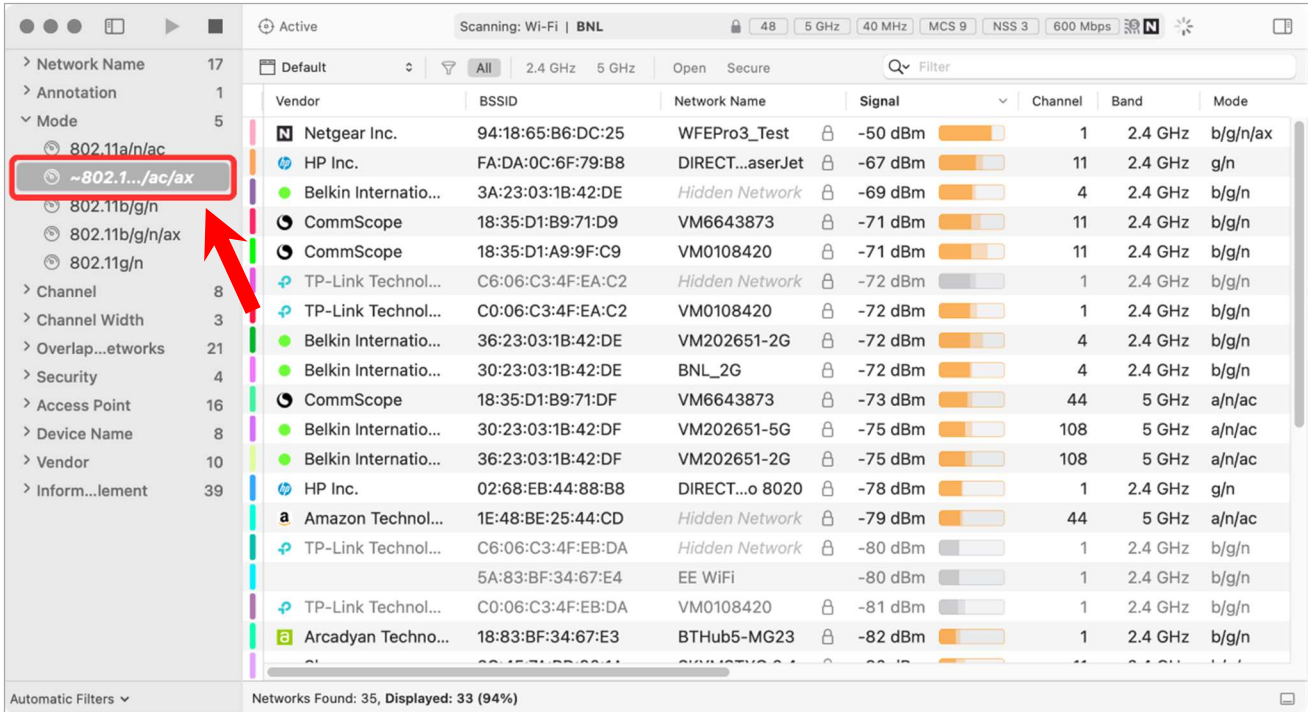 Active Scanning: Wi-Fi | BNL 48 5 GHz 40 MHz MCS 9 NSS 3 600 Mbps N
Network Name 17
Annotation 1
Mode 5
802.11a/n/ac
~802.1.../ac/ax
802.11b/g/n
802.11b/g/n/ax
802.11g/n
Channel 8
Channel Width 3
Overlap...etworks 21
Security 4
Access Point 16
Device Name 8
Vendor 10
Inform...lement 39
Automatic Filters
Default All 2.4 GHz 5 GHz Open Secure Filter
Vendor BSSID Network Name Signal Channel Band Mode
N Netgear Inc. 94:18:65:B6:DC:25 WFEPro3_Test -50 dBm 1 2.4 GHz b/g/n/ax
hp HP Inc. FA:DA:0C:6F:79:B8 DIRECT...aserJet -67 dBm 11 2.4 GHz g/n
Belkin Internatio... 3A:23:03:1B:42:DE Hidden Network -69 dBm 4 2.4 GHz b/g/n
CommScope 18:35:D1:B9:71:D9 VM6643873 -71 dBm 11 2.4 GHz b/g/n
CommScope 18:35:D1:A9:9F:C9 VM0108420 -71 dBm 11 2.4 GHz b/g/n
TP-Link Technol... C6:06:C3:4F:EA:C2 Hidden Network -72 dBm 1 2.4 GHz b/g/n
TP-Link Technol... C0:06:C3:4F:EA:C2 VM0108420 -72 dBm 1 2.4 GHz b/g/n
Belkin Internatio... 36:23:03:1B:42:DE VM202651-2G -72 dBm 4 2.4 GHz b/g/n
Belkin Internatio... 30:23:03:1B:42:DE BNL_2G -72 dBm 4 2.4 GHz b/g/n
CommScope 18:35:D1:B9:71:DF VM6643873 -73 dBm 44 5 GHz a/n/ac
Belkin Internatio... 30:23:03:1B:42:DF VM202651-5G -75 dBm 108 5 GHz a/n/ac
Belkin Internatio... 36:23:03:1B:42:DF VM202651-2G -75 dBm 108 5 GHz a/n/ac
hp HP Inc. 02:68:EB:44:88:B8 DIRECT...o 8020 -78 dBm 1 2.4 GHz g/n
a Amazon Technol... 1E:48:BE:25:44:CD Hidden Network -79 dBm 44 5 GHz a/n/ac
TP-Link Technol... C6:06:C3:4F:EB:DA Hidden Network -80 dBm 1 2.4 GHz b/g/n
5A:83:BF:34:67:E4 EE WiFi -80 dBm 1 2.4 GHz b/g/n
TP-Link Technol... C0:06:C3:4F:EB:DA VM0108420 -81 dBm 1 2.4 GHz b/g/n
a Arcadyan Techno... 18:83:BF:34:67:E3 BTHub5-MG23 -82 dBm 1 2.4 GHz b/g/n
Networks Found: 35, Displayed: 33 (94%)